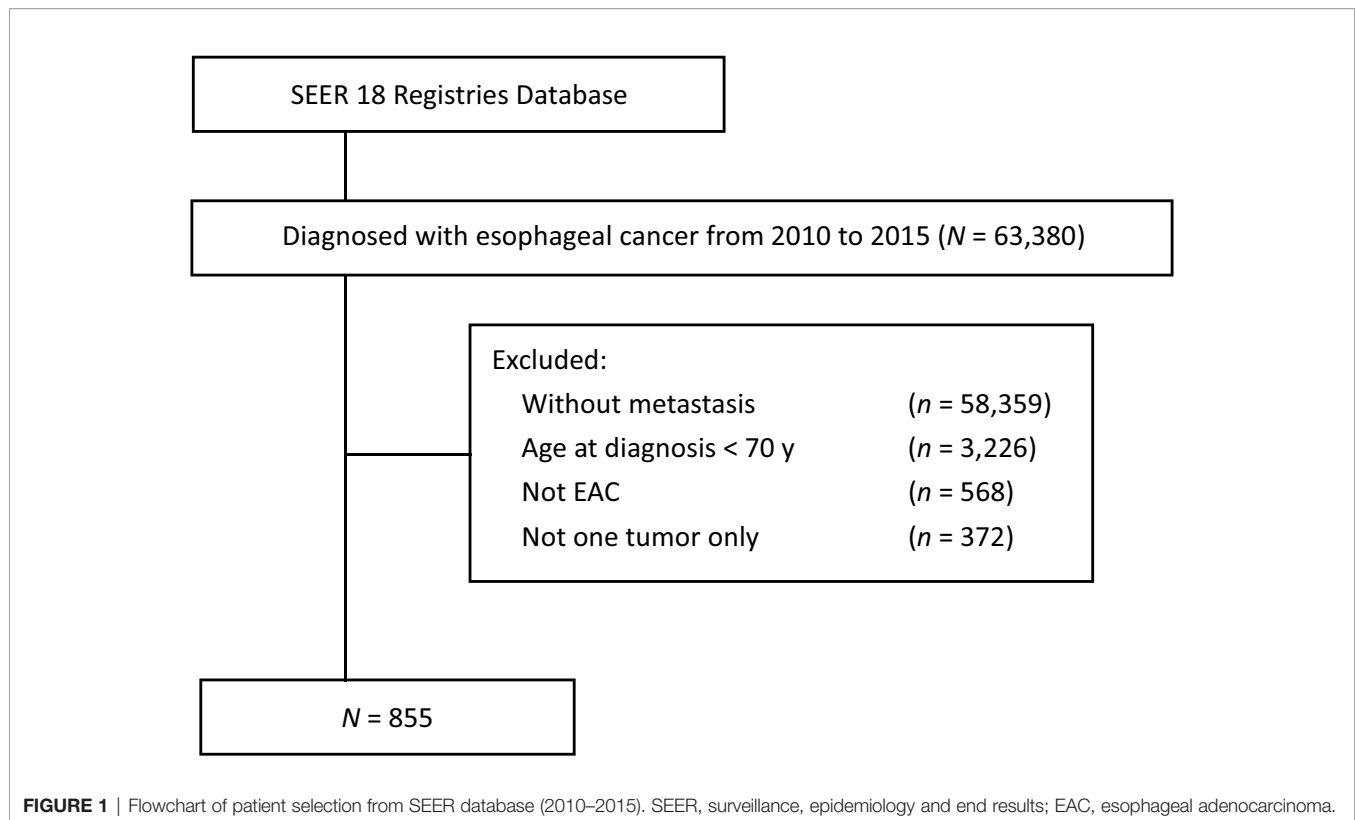 SEER 18 Registries Database
Diagnosed with esophageal cancer from 2010 to 2015 (N = 63,380)
Excluded:
Without metastasis (n = 58,359)
Age at diagnosis < 70 y (n = 3,226)
Not EAC (n = 568)
Not one tumor only (n = 372)
N = 855
FIGURE 1 | Flowchart of patient selection from SEER database (2010–2015). SEER, surveillance, epidemiology and end results; EAC, esophageal adenocarcinoma.